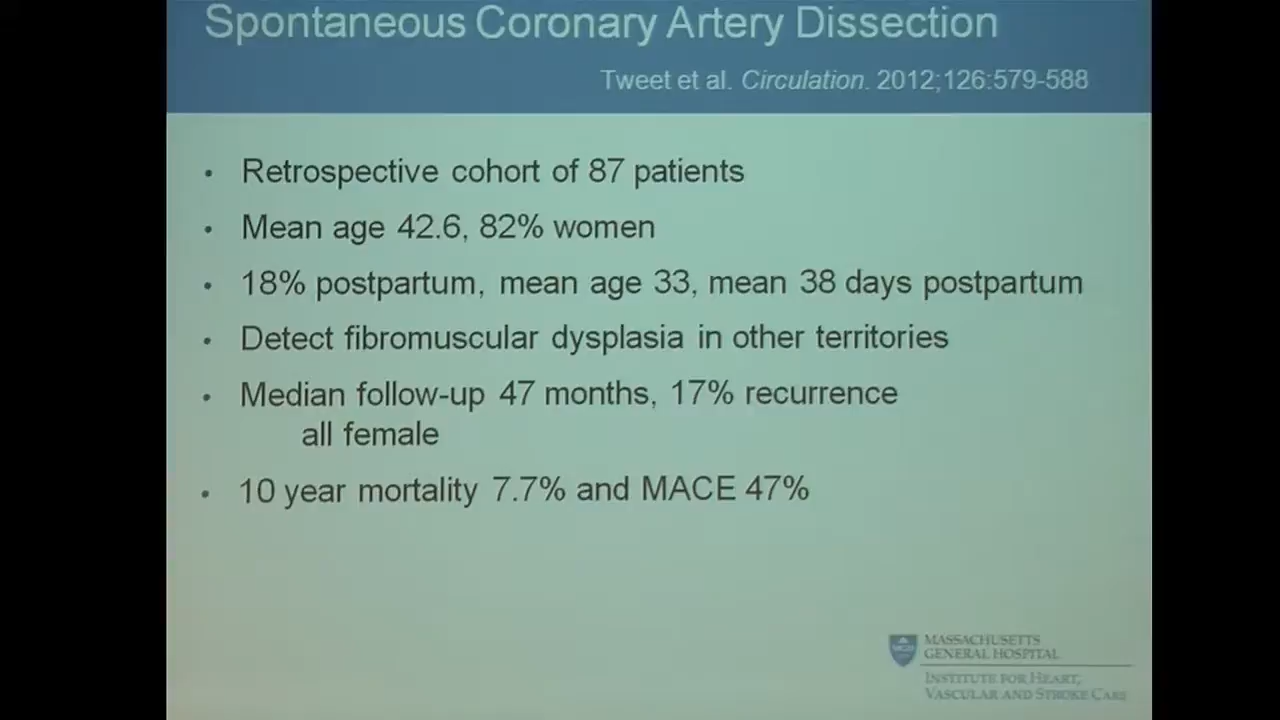 Spontaneous Coronary Artery Dissection
Tweet et al. Circulation. 2012;126:579-588
• Retrospective cohort of 87 patients
• Mean age 42.6, 82% women
• 18% postpartum, mean age 33, mean 38 days postpartum
• Detect fibromuscular dysplasia in other territories
• Median follow-up 47 months, 17% recurrence
all female
• 10 year mortality 7.7% and MACE 47%
MASSACHUSETTS
GENERAL HOSPITAL
INSTITUTE FOR HEART,
VASCULAR AND STROKE CARE